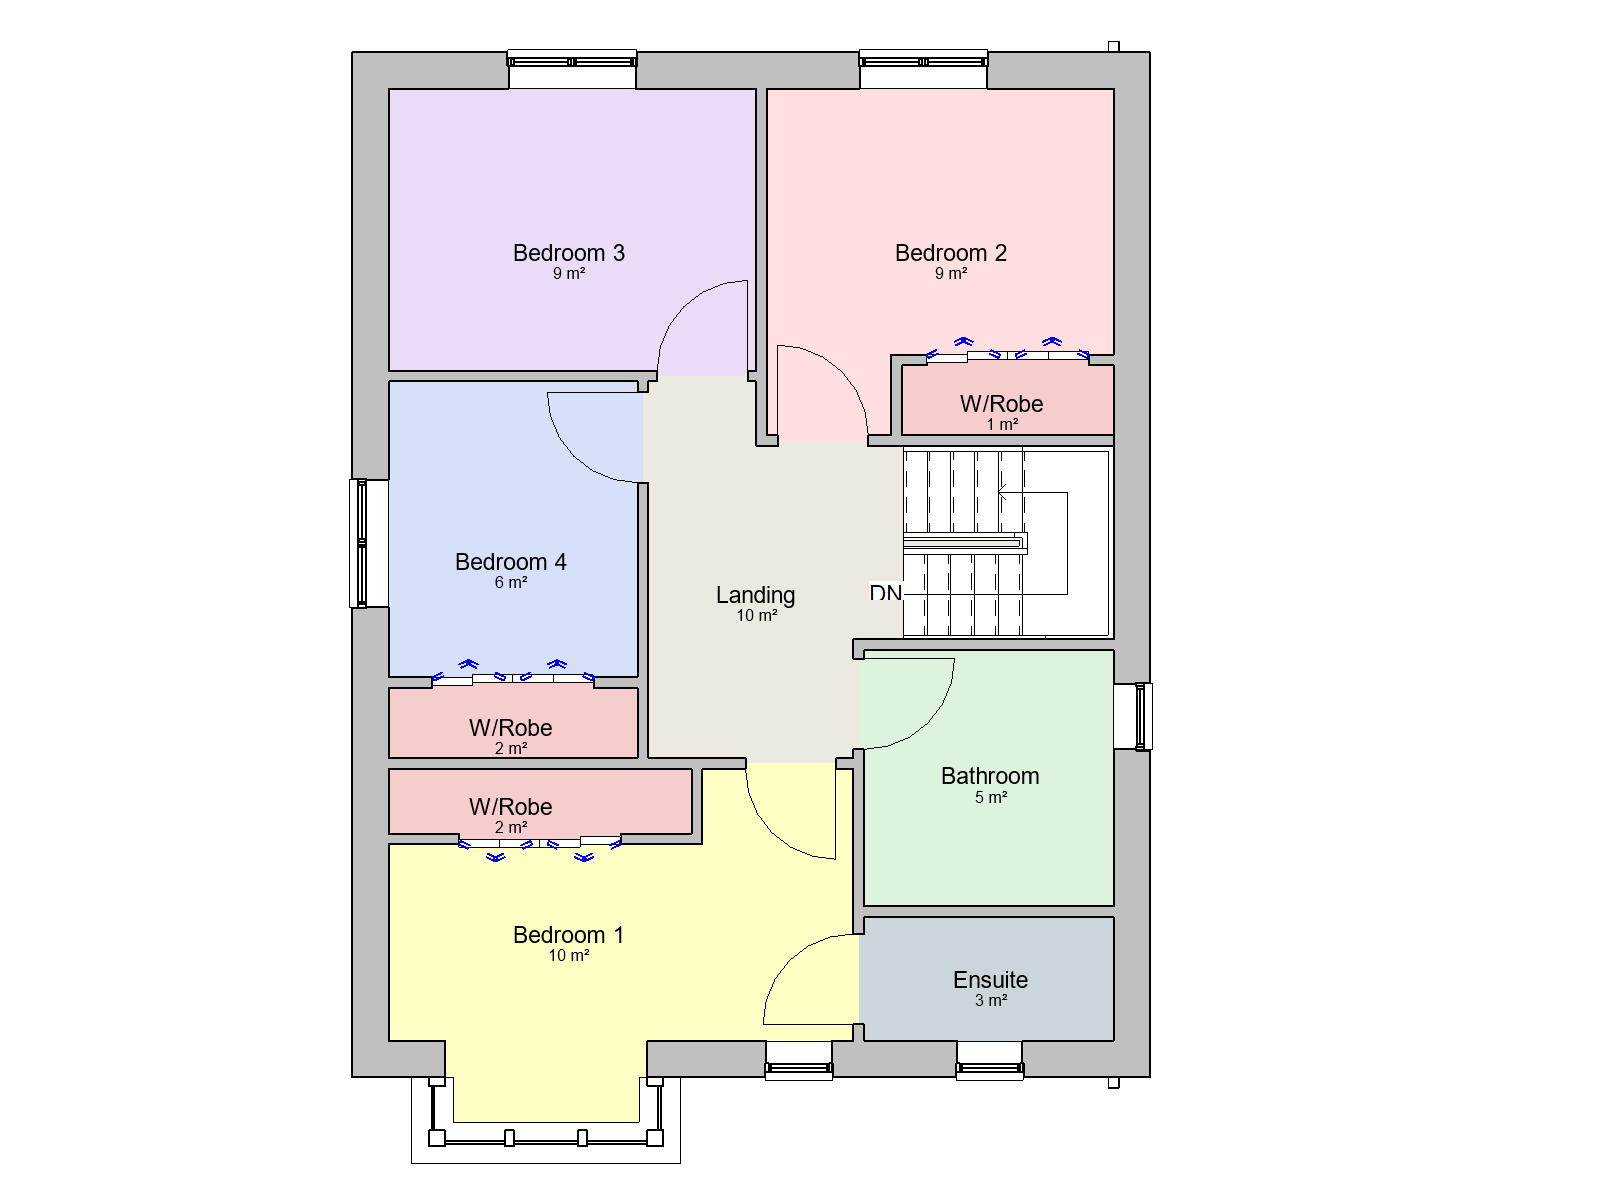 Bedroom 3
9 m²
Bedroom 2
9 m²
W/Robe
1 m²
Bedroom 4
6 m²
Landing
10 m²
DN
W/Robe
2 m²
Bathroom
5 m²
W/Robe
2 m²
Bedroom 1
10 m²
Ensuite
3 m²